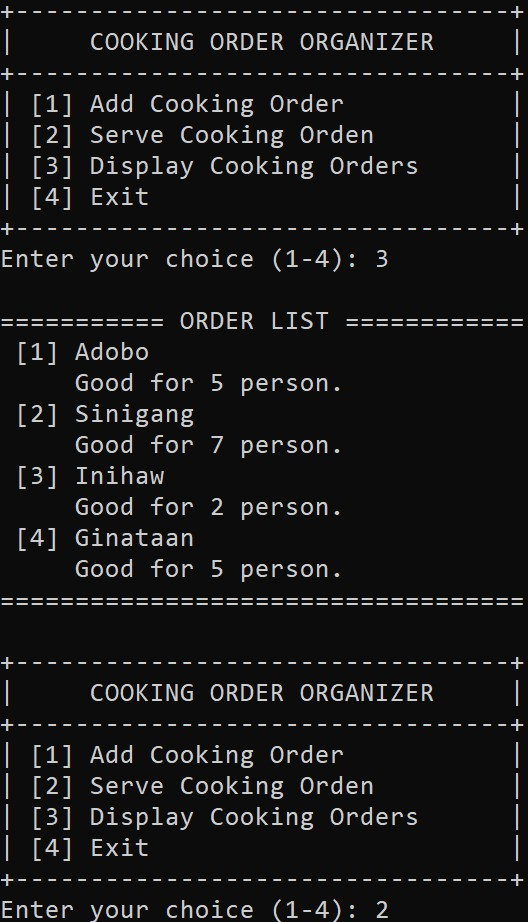 +---------------------------------+
|     COOKING ORDER ORGANIZER     |
+---------------------------------+
| [1] Add Cooking Order           |
| [2] Serve Cooking Orden         |
| [3] Display Cooking Orders      |
| [4] Exit                        |
+---------------------------------+
Enter your choice (1-4): 3
=========== ORDER LIST ============
[1] Adobo
Good for 5 person.
[2] Sinigang
Good for 7 person.
[3] Inihaw
Good for 2 person.
[4] Ginataan
Good for 5 person.
===================================
+---------------------------------+
|     COOKING ORDER ORGANIZER     |
+---------------------------------+
| [1] Add Cooking Order           |
| [2] Serve Cooking Orden         |
| [3] Display Cooking Orders      |
| [4] Exit                        |
+---------------------------------+
Enter your choice (1-4): 2